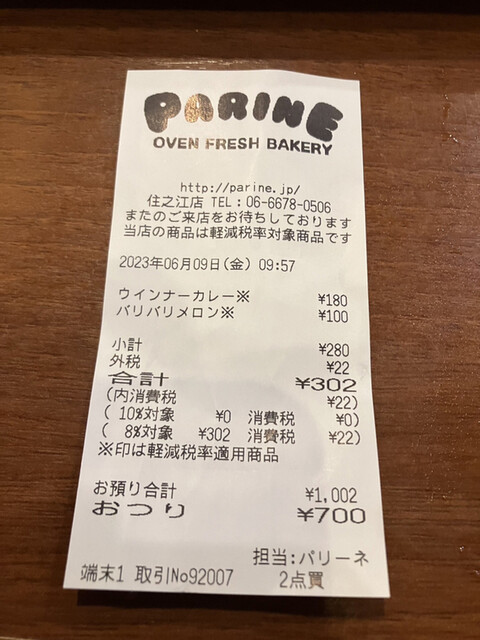 PARINE
OVEN FRESH BAKERY
http://parine.jp/
住之江店 TEL：06-6678-0506
またのご来店をお待ちしております
当店の商品は軽減税率対象商品です
2023年06月09日(金) 09:57
ウインナーカレー※ ¥180
バリバリメロン※ ¥100
小計 ¥280
外税 ¥22
合計 ¥302
(内消費税 ¥22)
( 10%対象 ¥0 消費税 ¥0)
( 8%対象 ¥302 消費税 ¥22)
※印は軽減税率適用商品
お預り合計 ¥1,002
おつり ¥700
担当:パリーネ
端末1 取引No92007 2点買